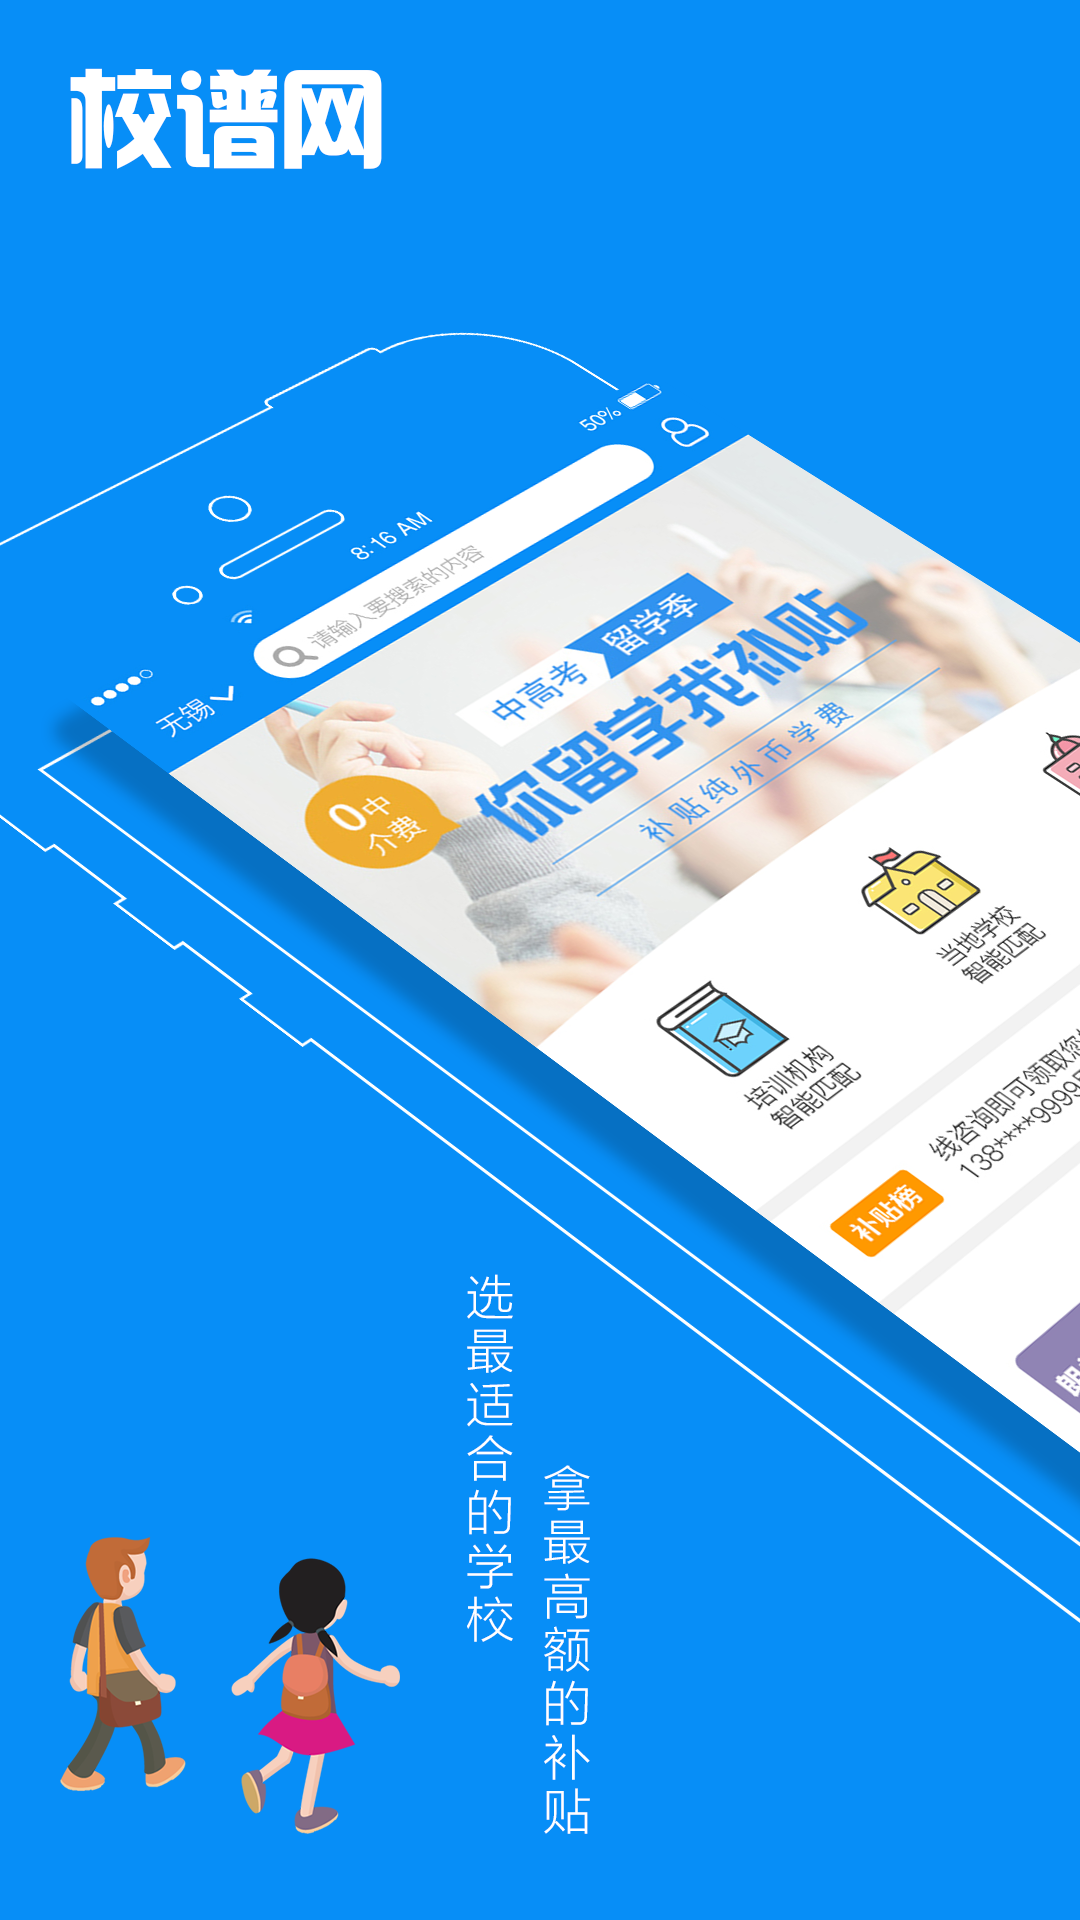 校谱网
50%
8:16 AM
无锡
请输入要搜索的内容
中高考
留学季
你留学我补贴
补贴纯外币学费
0中
介费
当地学校
智能匹配
培训机构
智能匹配
补贴榜
线咨询即可领取您
138****9999
选最适合的学校
拿最高额的补贴